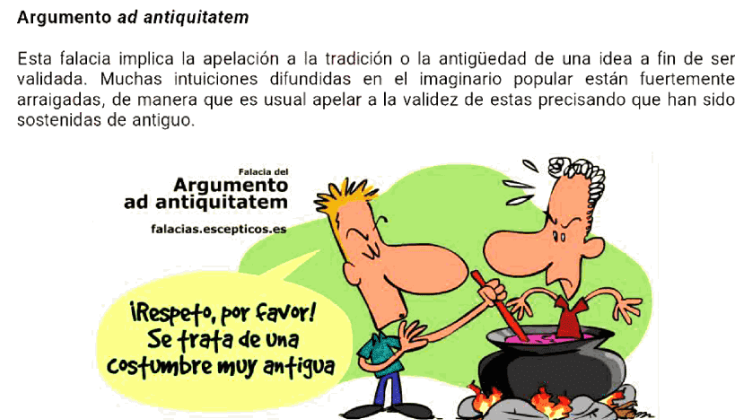 Argumento ad antiquitatem
Esta falacia implica la apelación a la tradición o la antigüedad de una idea a fin de ser
validada. Muchas intuiciones difundidas en el imaginario popular están fuertemente
arraigadas, de manera que es usual apelar a la validez de estas precisando que han sido
sostenidas de antiguo.
Falacia del
Argumento
ad antiquitatem
falacias.escepticos.es
¡Respeto, por favor!
Se trata de una
costumbre muy antigua